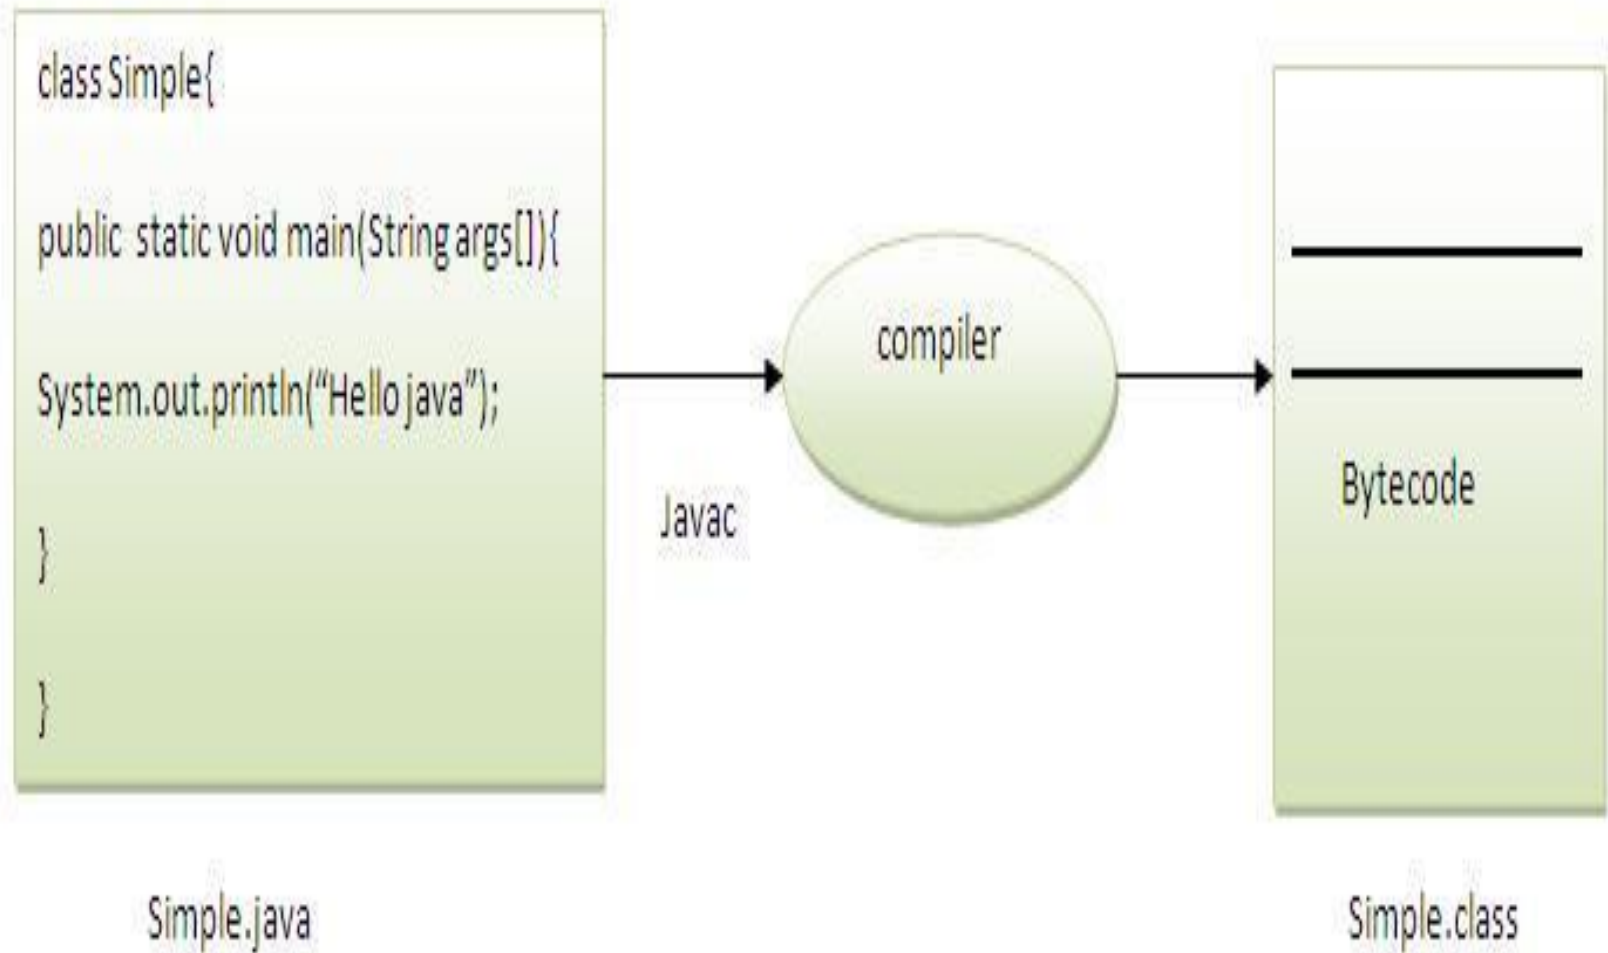 class Simple{
public static void main(String args[]){
System.out.println(“Hello java”);
}
}
Simple.java
Javac
compiler
Bytecode
Simple.class